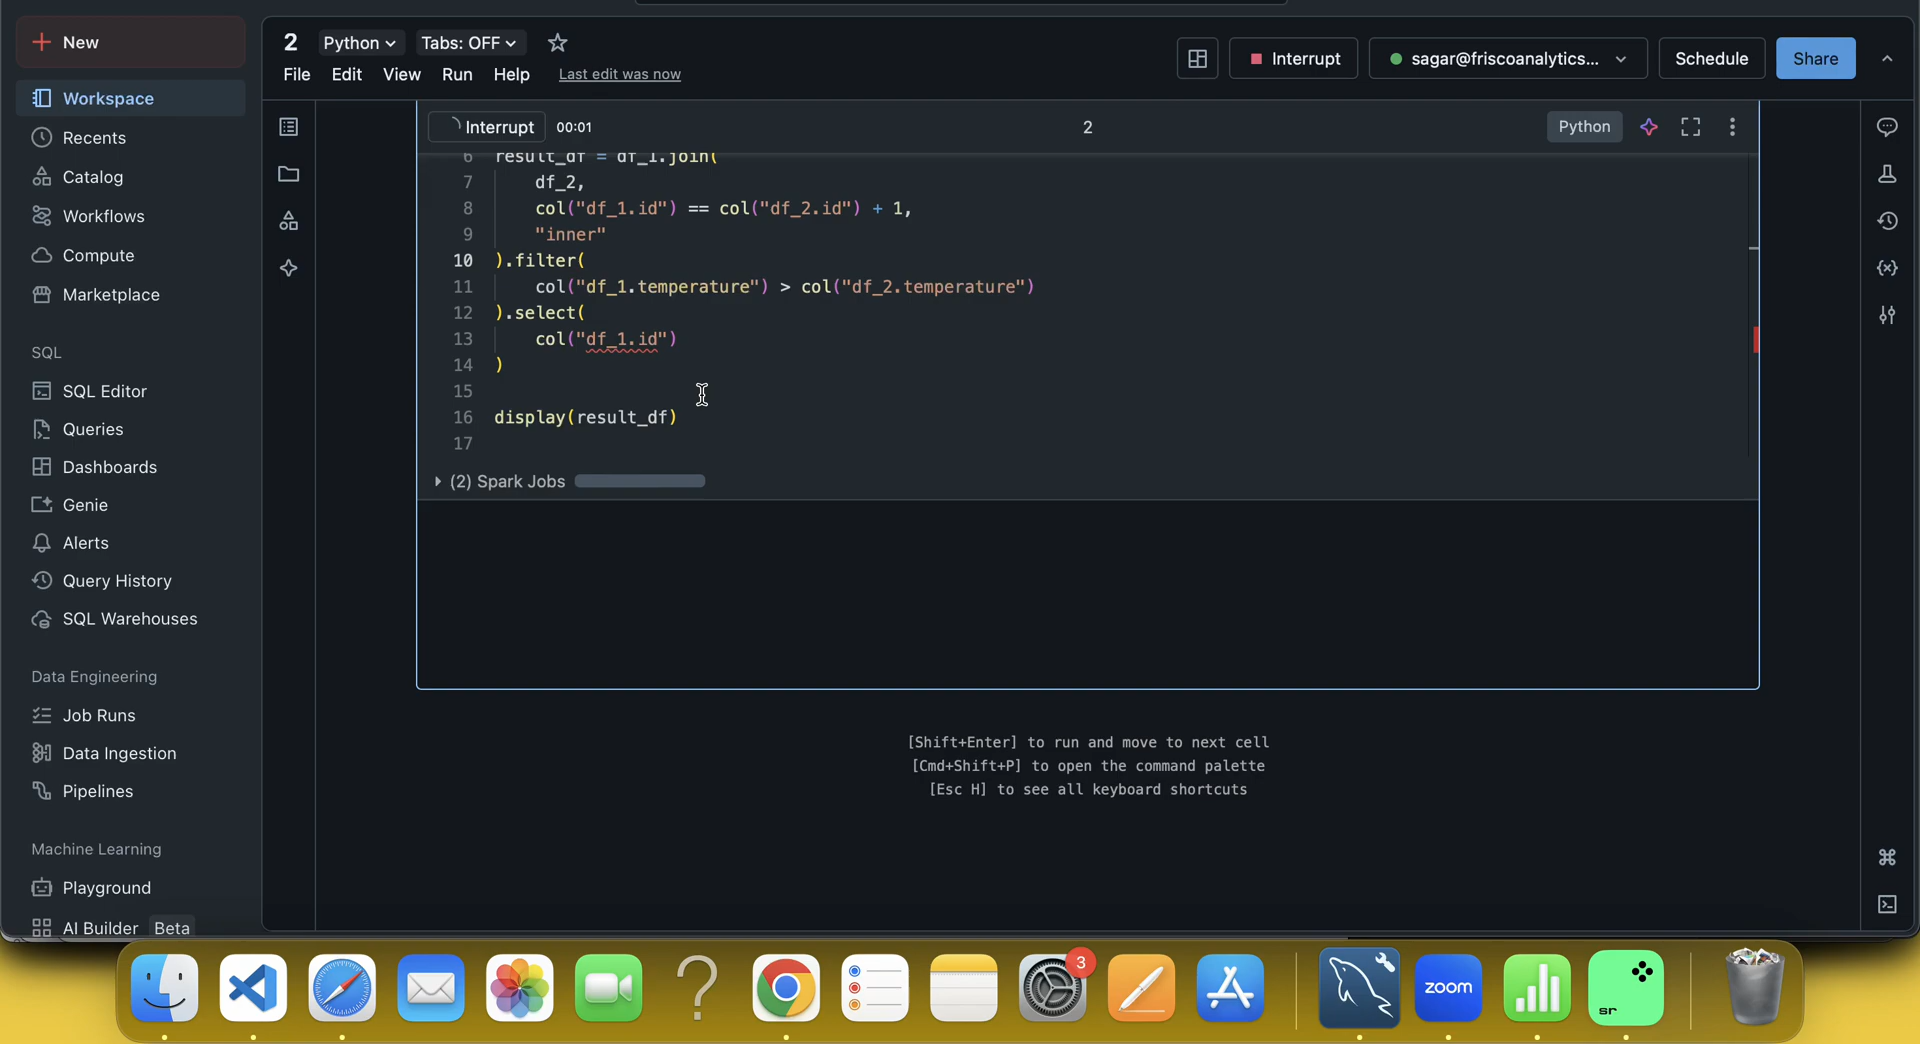 New
Workspace
Recents
Catalog
Workflows
Compute
Marketplace
SQL
SQL Editor
Queries
Dashboards
Genie
Alerts
Query History
SQL Warehouses
Data Engineering
Job Runs
Data Ingestion
Pipelines
Machine Learning
Playground
AI Builder Beta
2 Python Tabs: OFF
File Edit View Run Help Last edit was now
Interrupt sagar@friscoanalytics... Schedule Share
Interrupt 00:01 2 Python
6 result_df = df_1.join(
7 df_2,
8 col("df_1.id") == col("df_2.id") + 1,
9 "inner"
10 ).filter(
11 col("df_1.temperature") > col("df_2.temperature")
12 ).select(
13 col("df_1.id")
14 )
15
16 display(result_df)
17
(2) Spark Jobs
[Shift+Enter] to run and move to next cell
[Cmd+Shift+P] to open the command palette
[Esc H] to see all keyboard shortcuts
3
zoom
sr